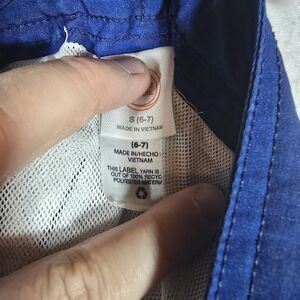 S (6-7)
MADE IN VIETNAM
(6-7)
MADE IN/HECHO
VIETNAM
THIS LABEL YARN IS
OUT OF 100% RECYC
POLYESTER MATERI